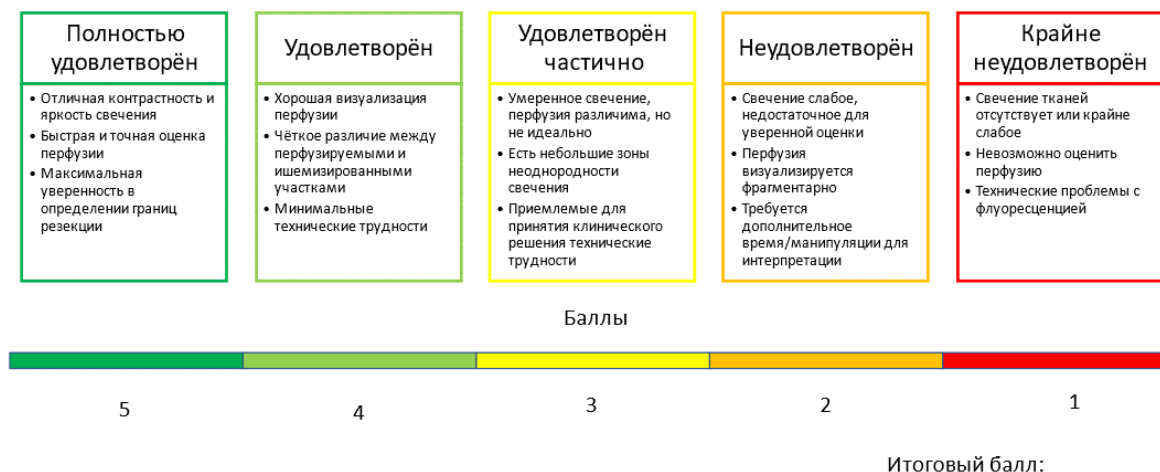 Полностью
удовлетворён
• Отличная контрастность и
яркость свечения
• Быстрая и точная оценка
перфузии
• Максимальная
уверенность в
определении границ
резекции
Удовлетворён
• Хорошая визуализация
перфузии
• Чёткое различие между
перфузируемыми и
ишемизированными
участками
• Минимальные
технические трудности
Удовлетворён
частично
• Умеренное свечение,
перфузия различима, но
не идеально
• Есть небольшие зоны
неоднородности
свечения
• Приемлемые для
принятия клинического
решения технические
трудности
Неудовлетворён
• Свечение слабое,
недостаточное для
уверенной оценки
• Перфузия
визуализируется
фрагментарно
• Требуется
дополнительное
время/манипуляции для
интерпретации
Крайне
неудовлетворён
• Свечение тканей
отсутствует или крайне
слабое
• Невозможно оценить
перфузию
• Технические проблемы с
флуоресценцией
Баллы
5
4
3
2
1
Итоговый балл: